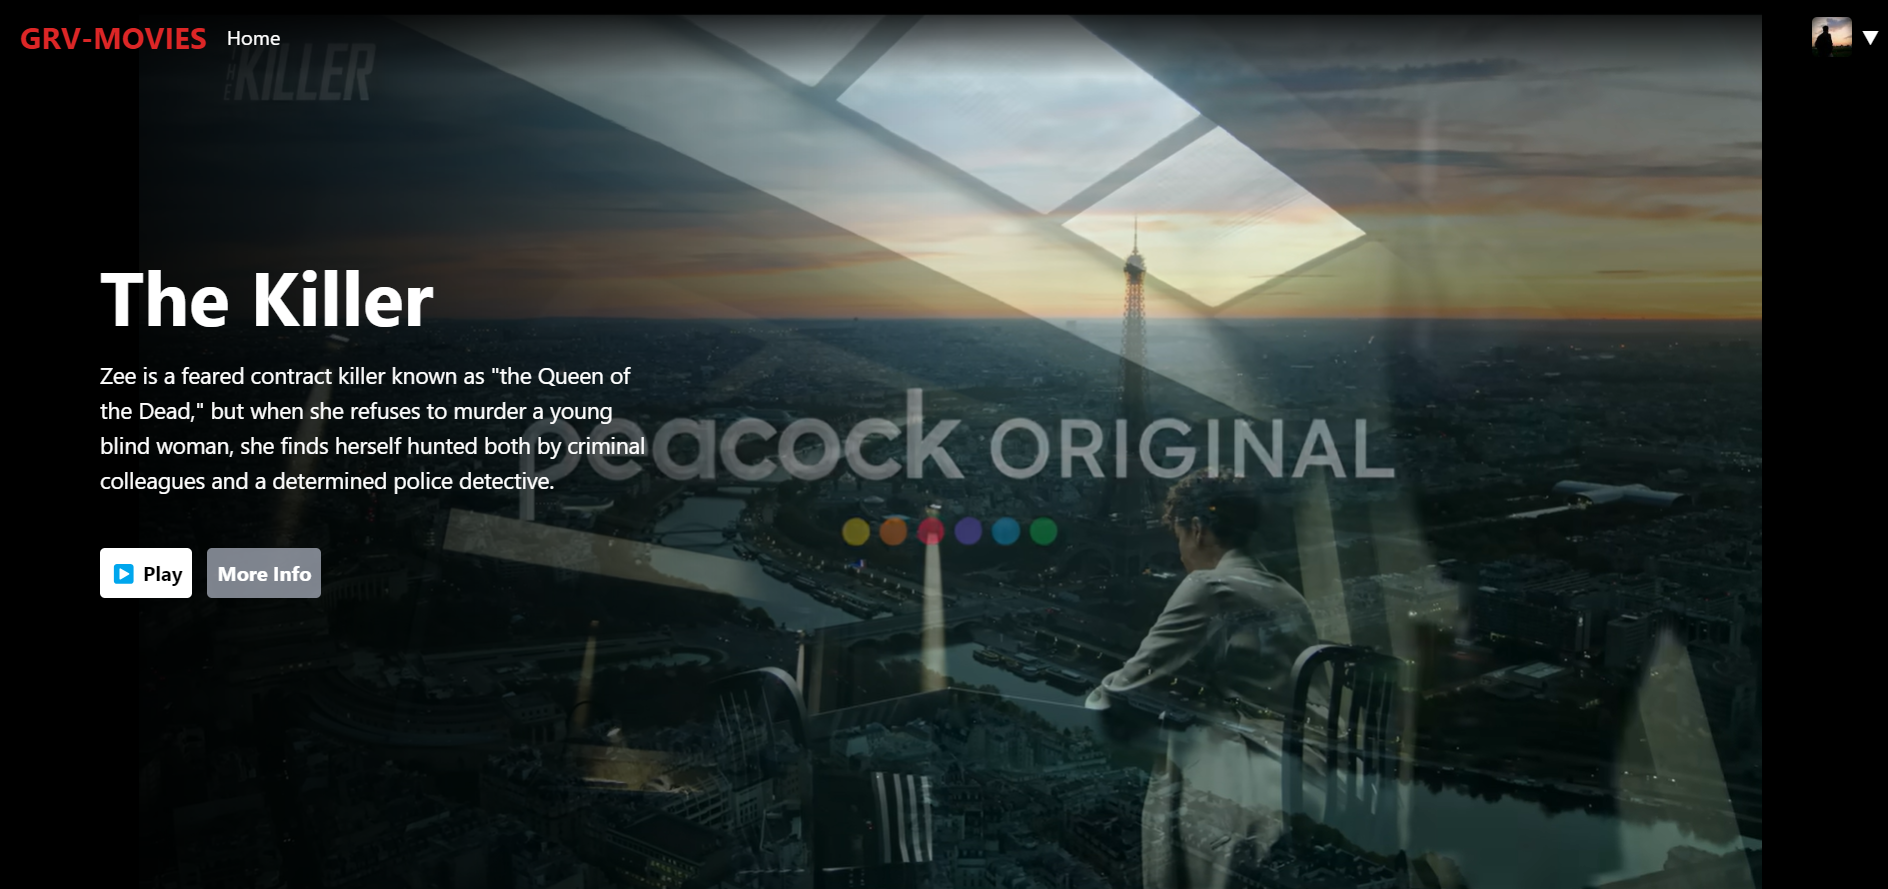 GRV-MOVIES Home
THE KILLER
The Killer
Zee is a feared contract killer known as "the Queen of
the Dead," but when she refuses to murder a young
blind woman, she finds herself hunted both by criminal
colleagues and a determined police detective.
peacock ORIGINAL
Play More Info